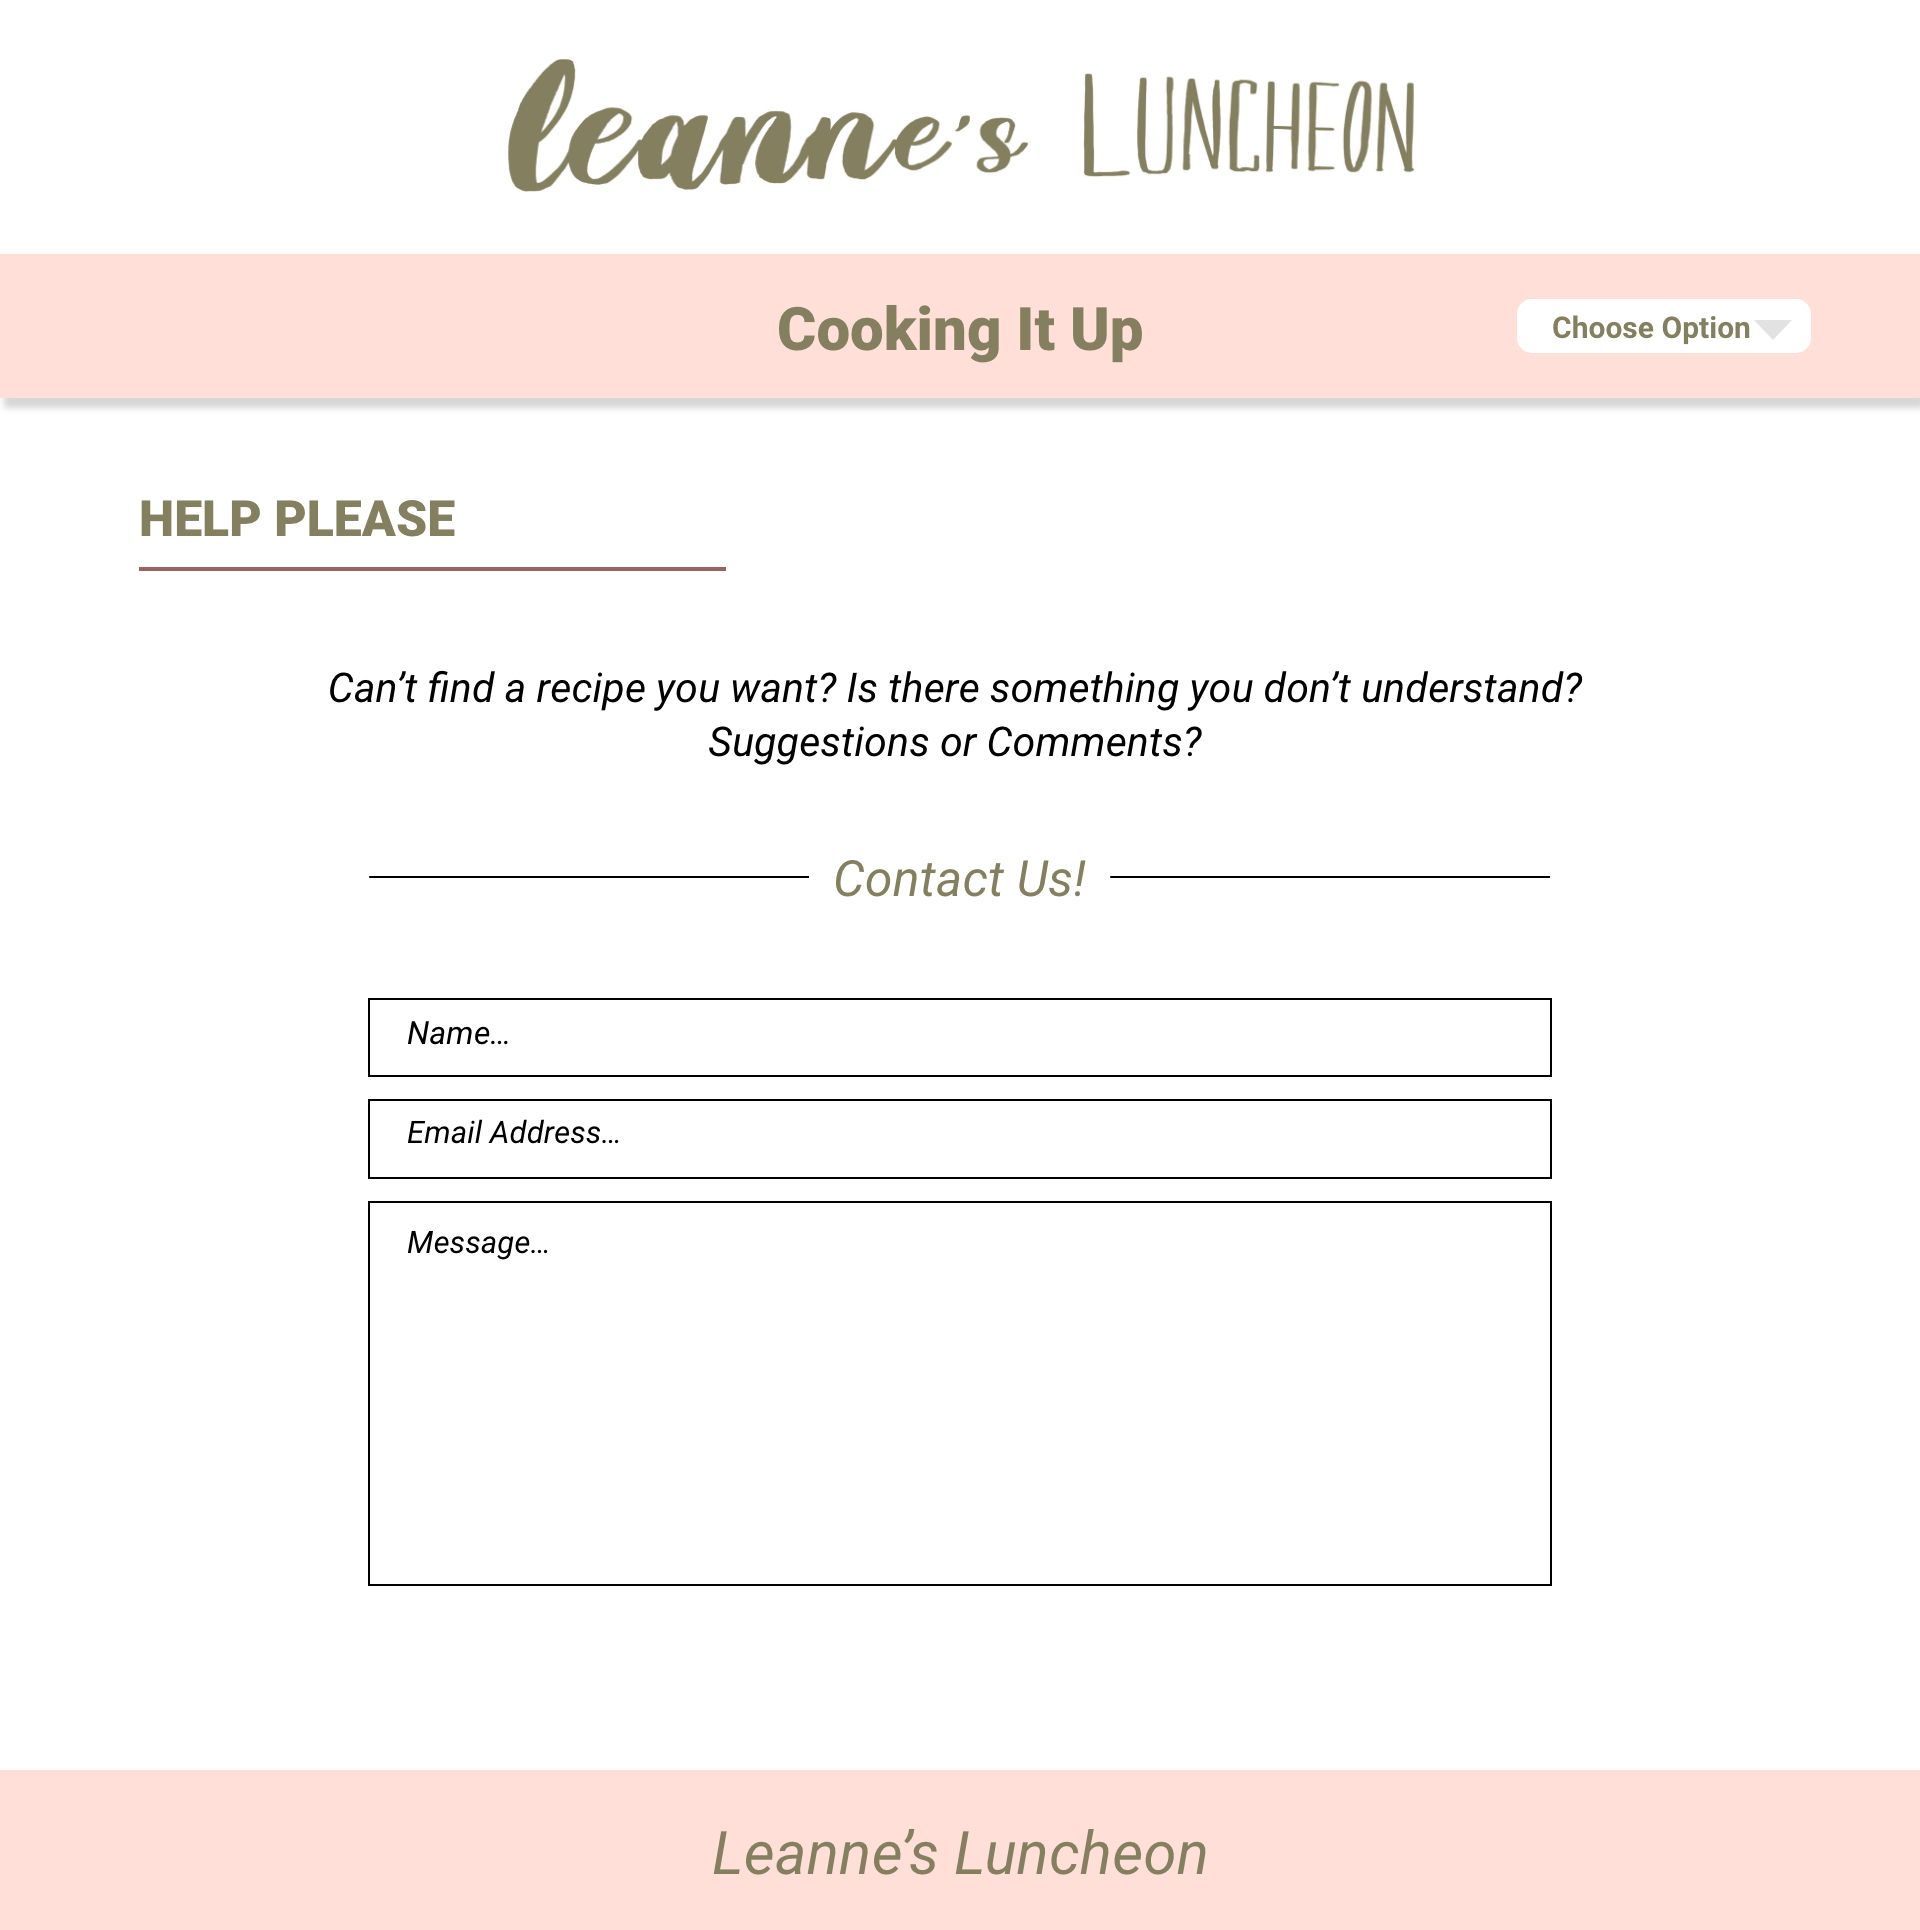 leanne's LUNCHEON
Cooking It Up
Choose Option
HELP PLEASE
Can’t find a recipe you want? Is there something you don’t understand?
Suggestions or Comments?
Contact Us!
Name...
Email Address...
Message...
Leanne’s Luncheon